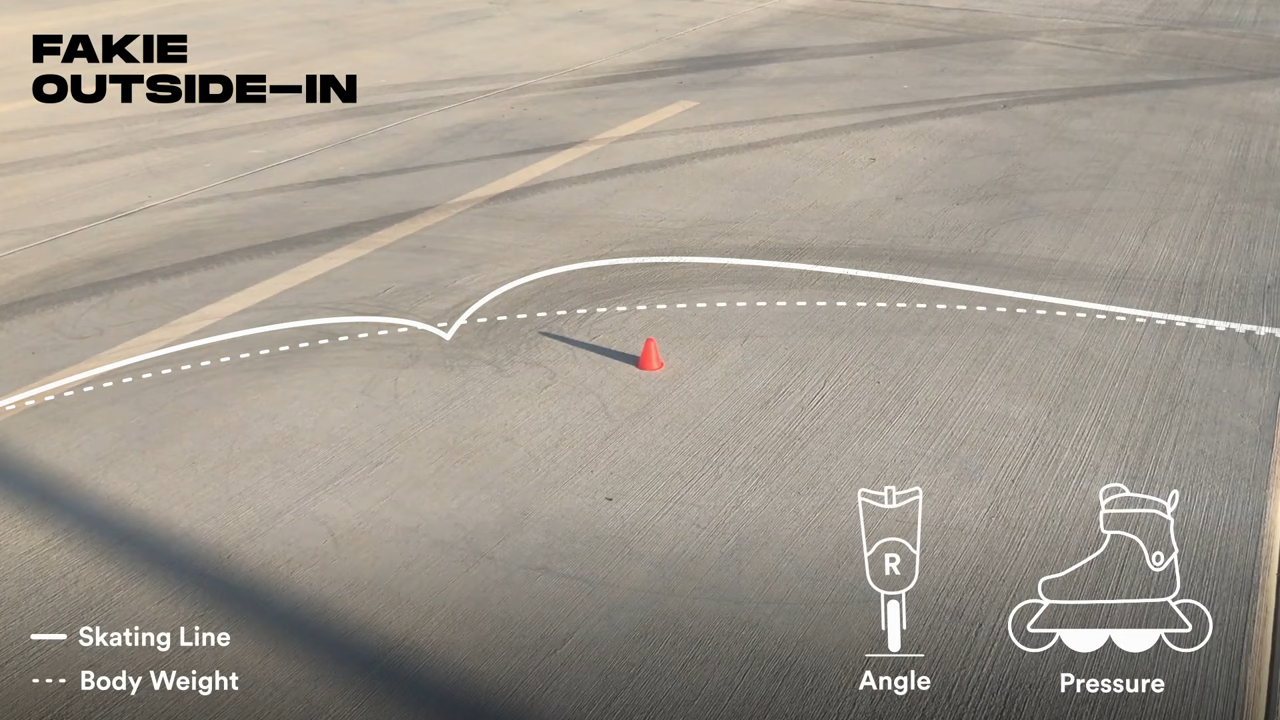 FAKIE
OUTSIDE–IN
R
Skating Line
Body Weight
Angle
Pressure